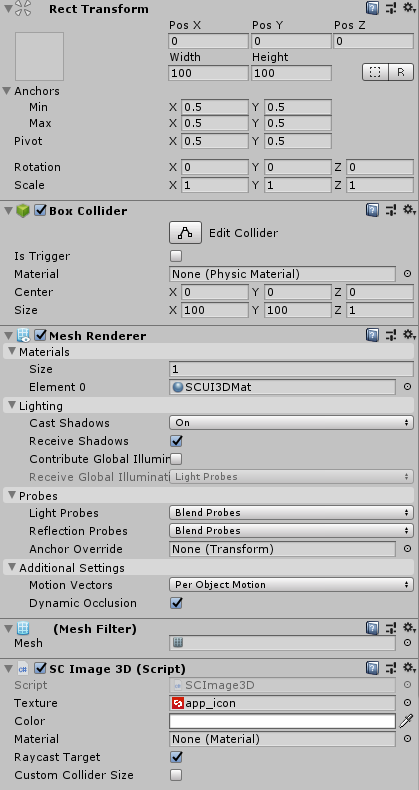 Rect Transform
Pos X Pos Y Pos Z
0 0 0
Width Height
100 100 R
Anchors
Min X 0.5 Y 0.5
Max X 0.5 Y 0.5
Pivot X 0.5 Y 0.5
Rotation X 0 Y 0 Z 0
Scale X 1 Y 1 Z 1
Box Collider
Edit Collider
Is Trigger
Material None (Physic Material)
Center X 0 Y 0 Z 0
Size X 100 Y 100 Z 1
Mesh Renderer
Materials
Size 1
Element 0 SCUI3DMat
Lighting
Cast Shadows On
Receive Shadows
Contribute Global Illumin
Receive Global Illuminati Light Probes
Probes
Light Probes Blend Probes
Reflection Probes Blend Probes
Anchor Override None (Transform)
Additional Settings
Motion Vectors Per Object Motion
Dynamic Occlusion
(Mesh Filter)
Mesh
SC Image 3D (Script)
Script SCImage3D
Texture app_icon
Color
Material None (Material)
Raycast Target
Custom Collider Size